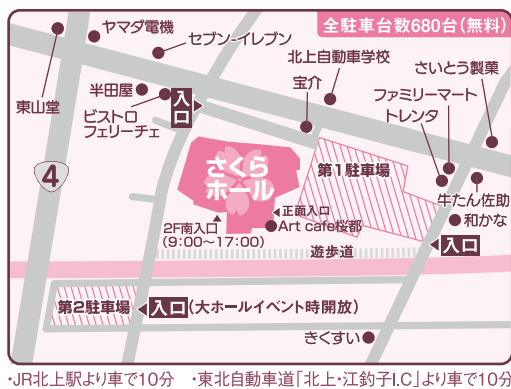 全駐車台数680台(無料)
ヤマダ電機
セブン-イレブン
北上自動車学校
さいとう製菓
東山堂
半田屋
ビストロ
フェリーチェ
入口
宝介
ファミリーマート
トレンタ
4
さくら
ホール
第1駐車場
牛たん佐助
和かな
2F南入口
(9:00〜17:00)
正面入口
Art cafe桜都
入口
遊歩道
第2駐車場
入口(大ホールイベント時開放)
きくすい
・JR北上駅より車で10分 ・東北自動車道「北上・江釣子I.C」より車で10分